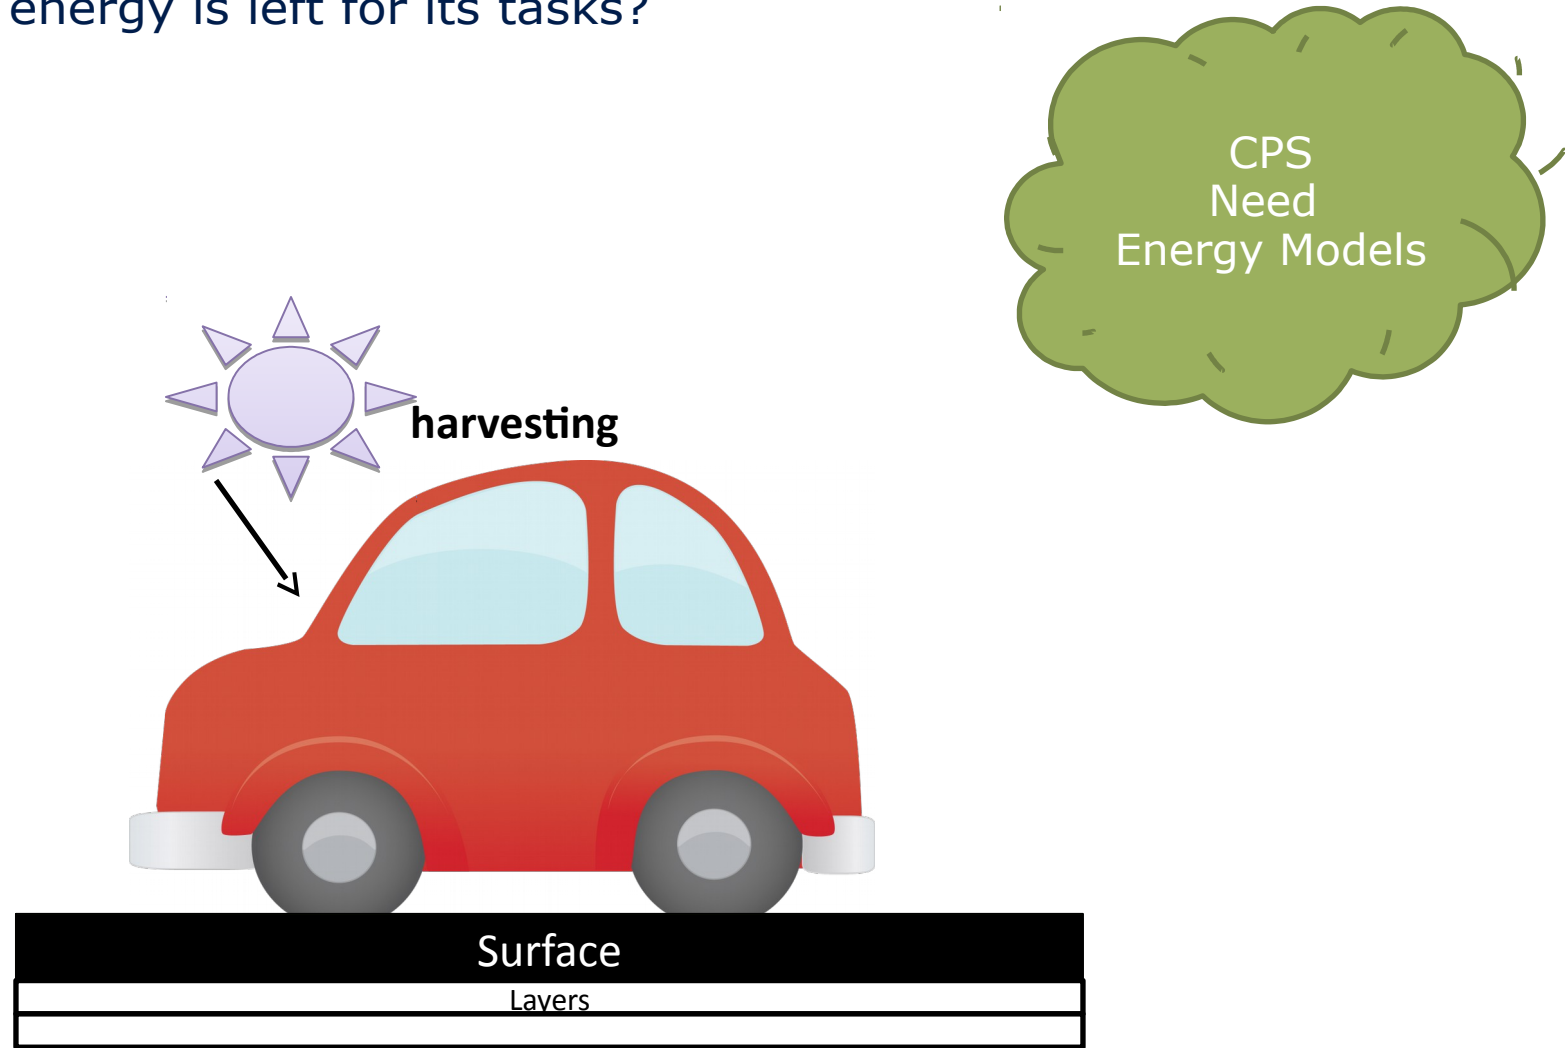 energy is left for its tasks?
CPS
Need
Energy Models
harvesting
Surface
Layers